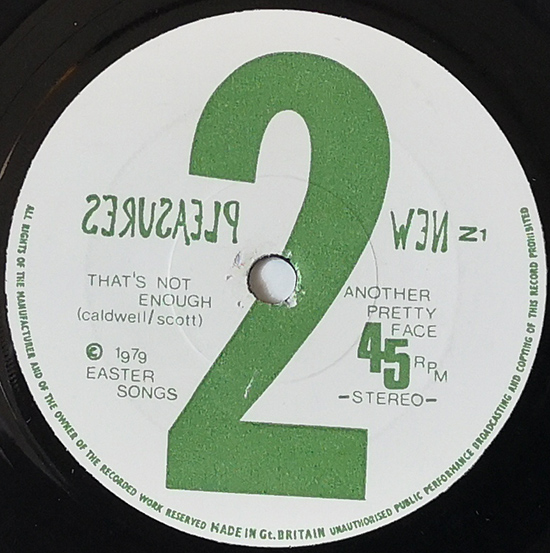 2
NEW
PLEASURES
Z1
THAT'S NOT
ENOUGH
(caldwell/scott)
© 1979
EASTER
SONGS
ANOTHER
PRETTY
FACE
45 RPM
-STEREO-
ALL RIGHTS OF THE MANUFACTURER AND OF THE OWNER OF THE RECORDED WORK RESERVED MADE IN Gt. BRITAIN UNAUTHORISED PUBLIC PERFORMANCE BROADCASTING AND COPYING OF THIS RECORD PROHIBITED